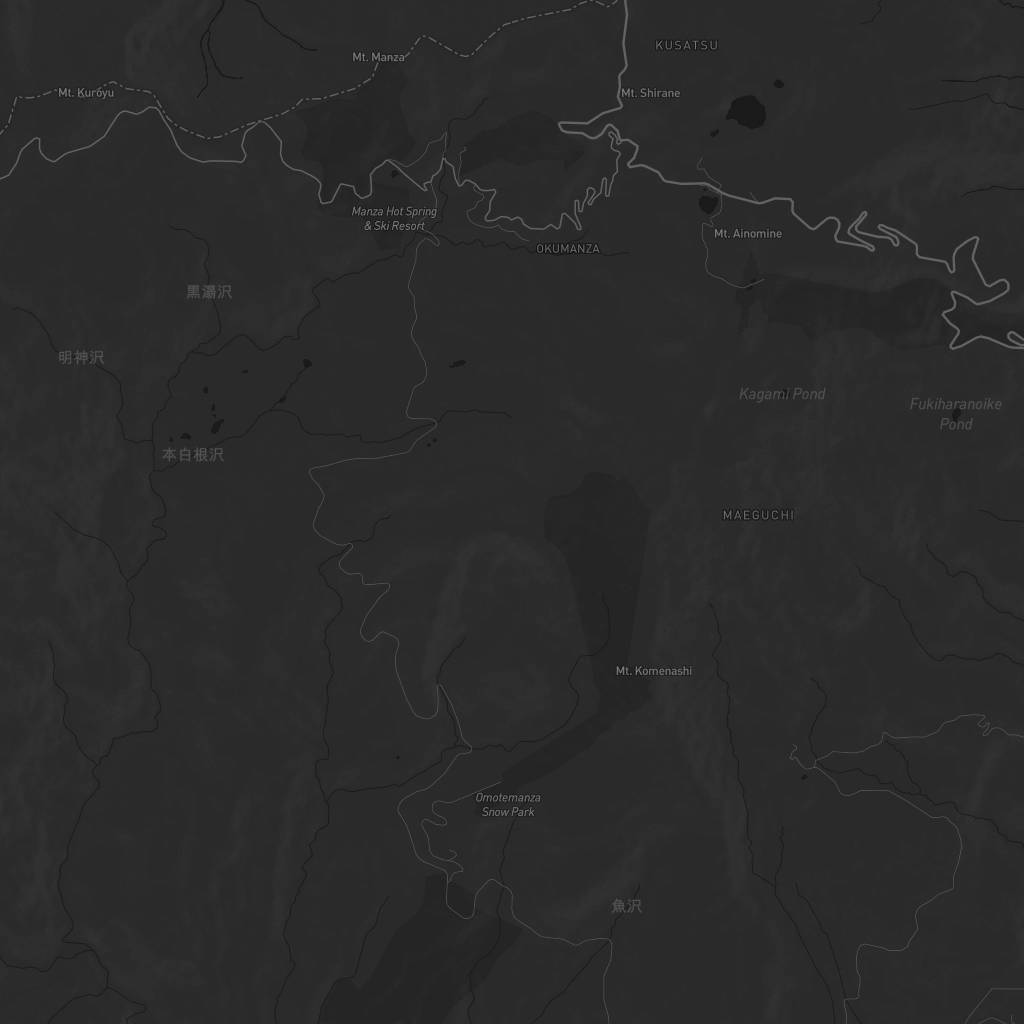 KUSATSU
Mt. Manza
Mt. Kuroyu
Mt. Shirane
Manza Hot Spring
& Ski Resort
Mt. Ainomine
OKUMANZA
黒湯沢
明神沢
Kagami Pond
Fukiharanoike
Pond
本白根沢
MAEGUCHI
Mt. Komenashi
Omotemanza
Snow Park
魚沢